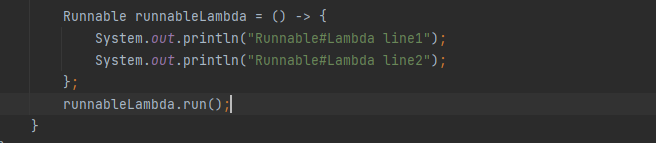 Runnable runnableLambda = () -> {
System.out.println("Runnable#Lambda line1");
System.out.println("Runnable#Lambda line2");
};
runnableLambda.run();
}